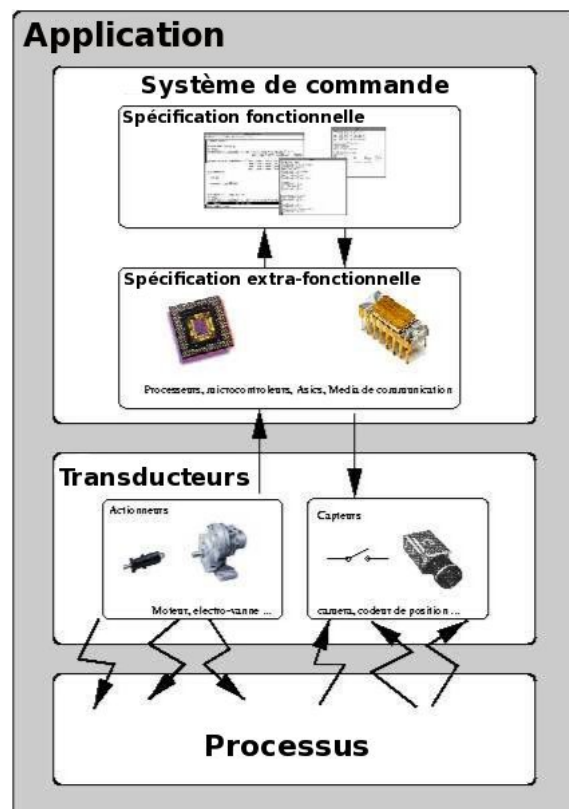 Application
Système de commande
Spécification fonctionnelle
Spécification extra-fonctionnelle
Processeurs, microcontroleurs, Asics, Media de communication
Transducteurs
Actionneurs
Capteurs
Moteur, electro-vanne ...
camera, codeur de position ...
Processus